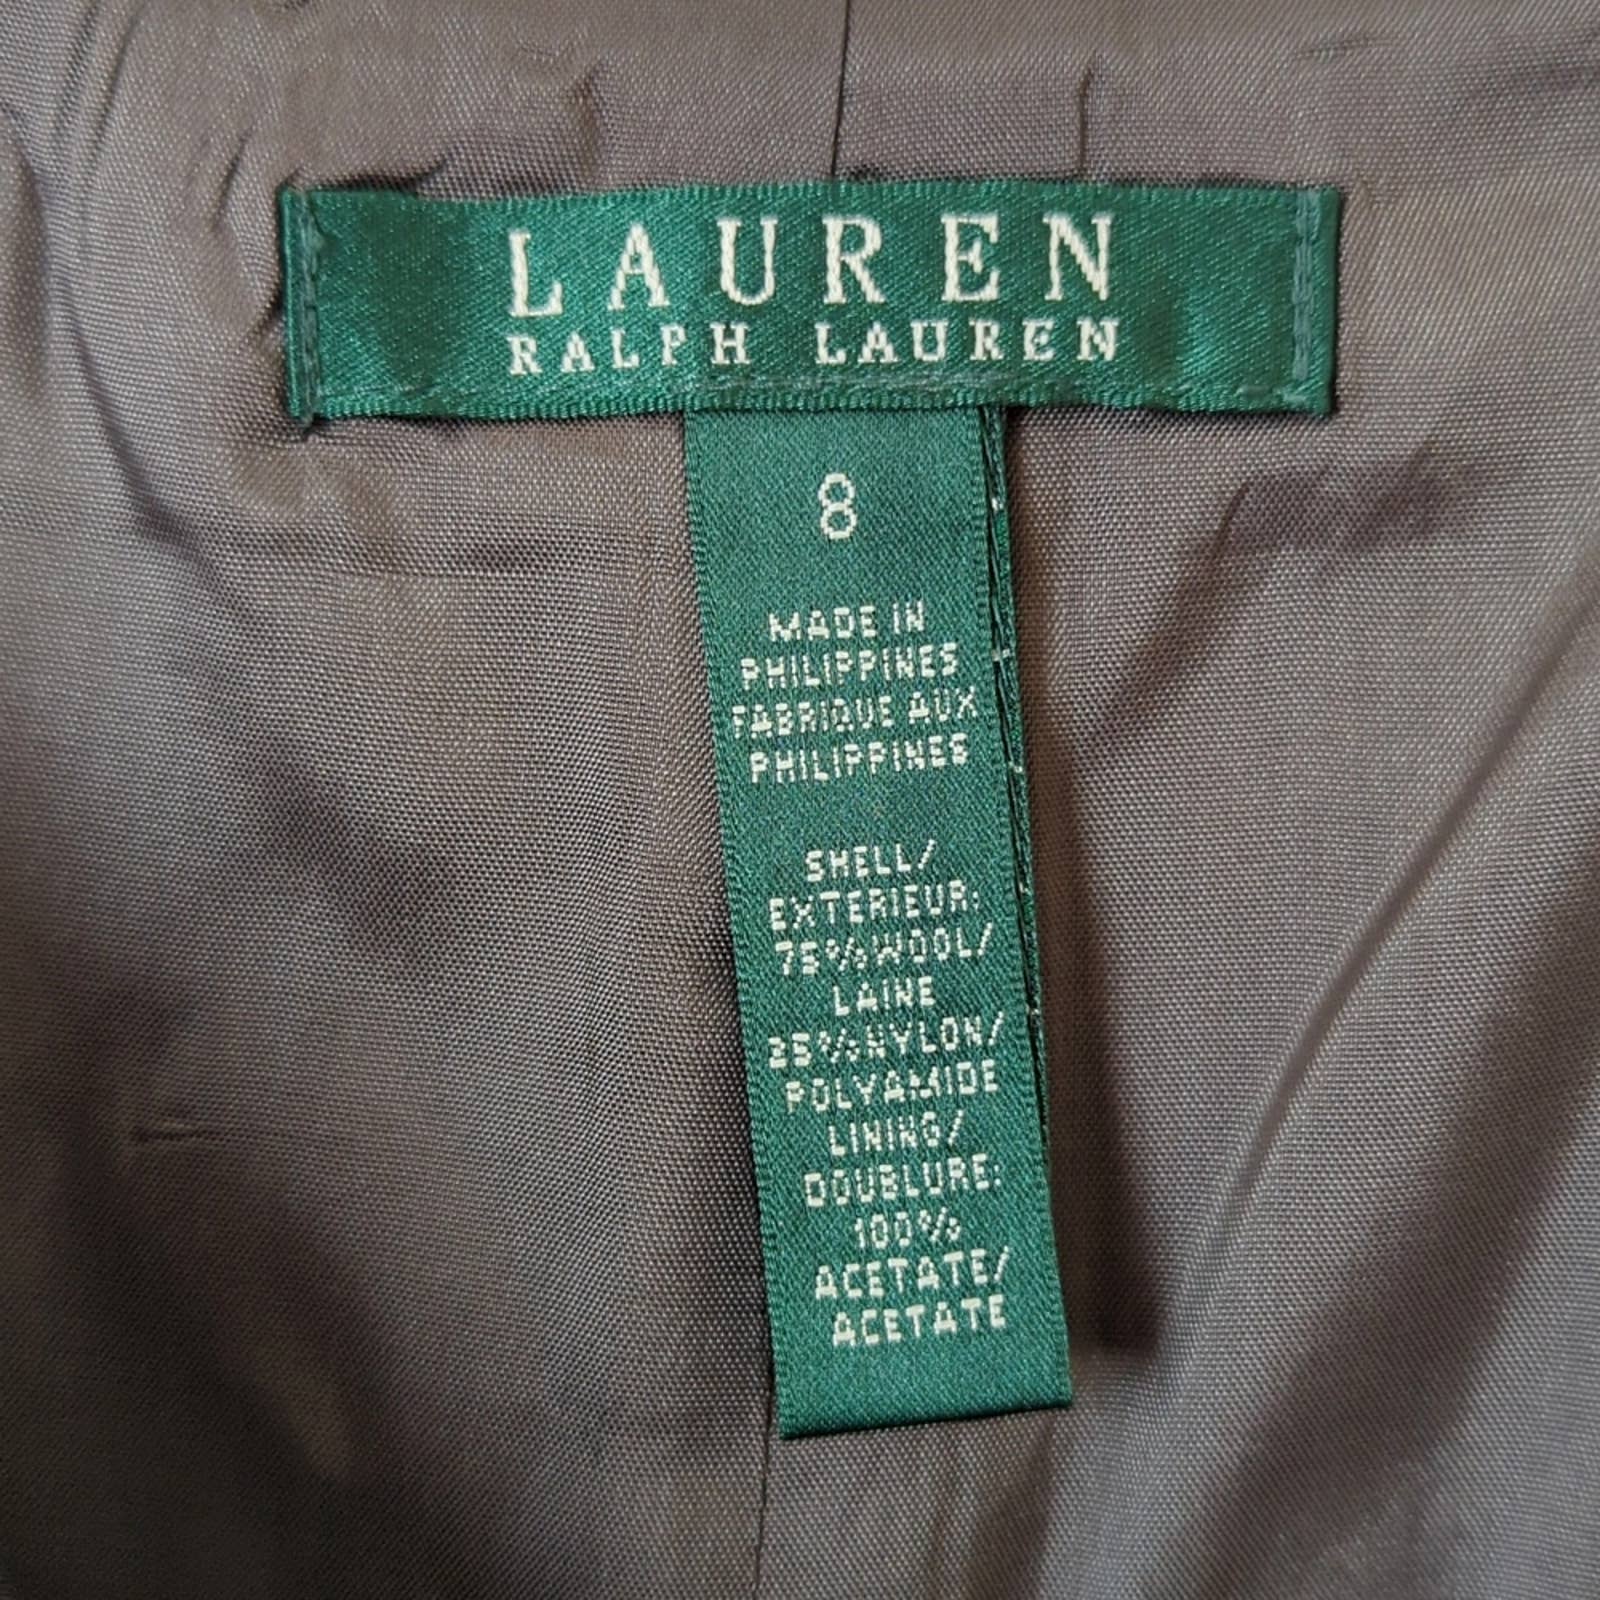 LAUREN
RALPH LAUREN
8
MADE IN
PHILIPPINES
FABRIQUE AUX
PHILIPPINES
SHELL/
EXTERIEUR:
75% WOOL/
LAINE
25% NYLON/
POLYAMIDE
LINING/
DOUBLURE:
100%
ACETATE/
ACETATE